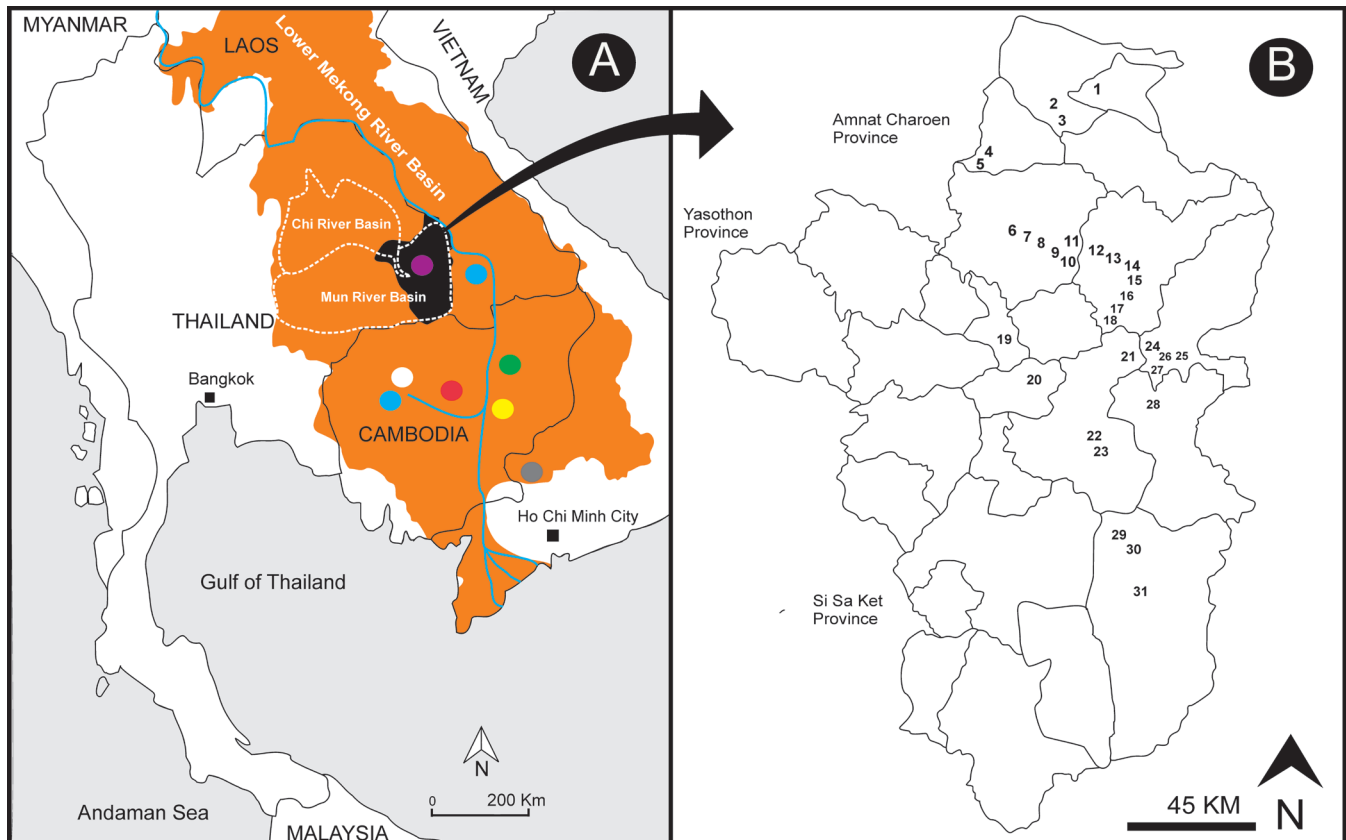 MYANMAR
LAOS
VIETNAM
Lower Mekong River Basin
A
Chi River Basin
Mun River Basin
THAILAND
Bangkok
CAMBODIA
Ho Chi Minh City
Gulf of Thailand
N
0 200 Km
Andaman Sea
MALAYSIA
B
1
2
3
Amnat Charoen
Province
4
5
Yasothon
Province
6
7
8
9
10
11
12
13
14
15
16
17
18
19
20
21
24
26
25
27
28
22
23
29
30
31
Si Sa Ket
Province
45 KM
N